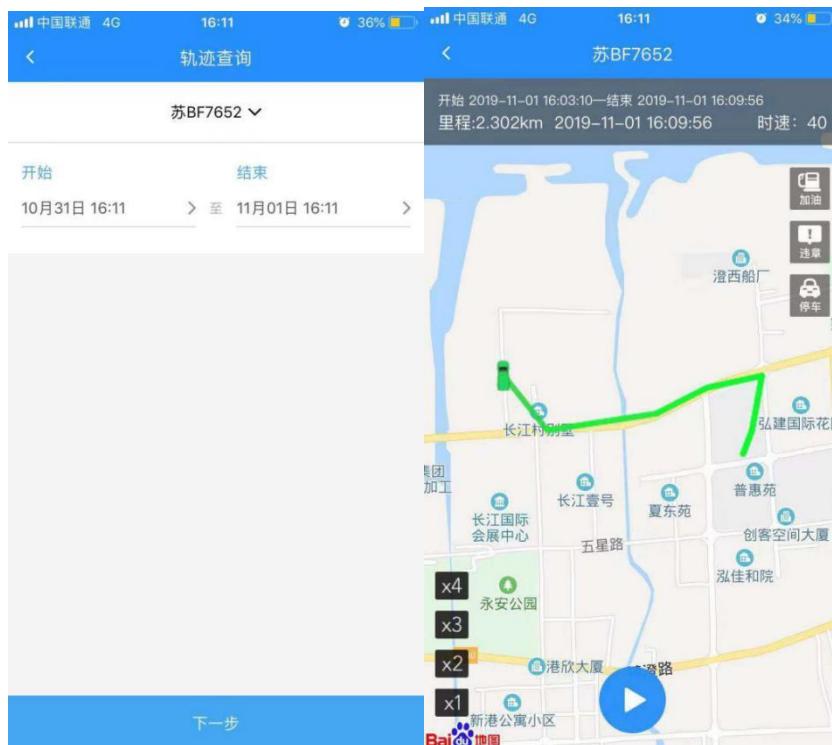 中国联通 4G 16:11 36%
轨迹查询
苏BF7652
开始 结束
10月31日 16:11 至 11月01日 16:11
下一步
中国联通 4G 16:11 34%
苏BF7652
开始 2019-11-01 16:03:10—结束 2019-11-01 16:09:56
里程:2.302km 2019-11-01 16:09:56 时速: 40
加油
违章
澄西船厂
停车
弘建国际花
长江村别墅
集团
加工
普惠苑
长江壹号
夏东苑
长江国际
会展中心
创客空间大厦
五星路
泓佳和院
x4
永安公园
x3
x2
港欣大厦
澄路
x1
新港公寓小区
Bai du 地图